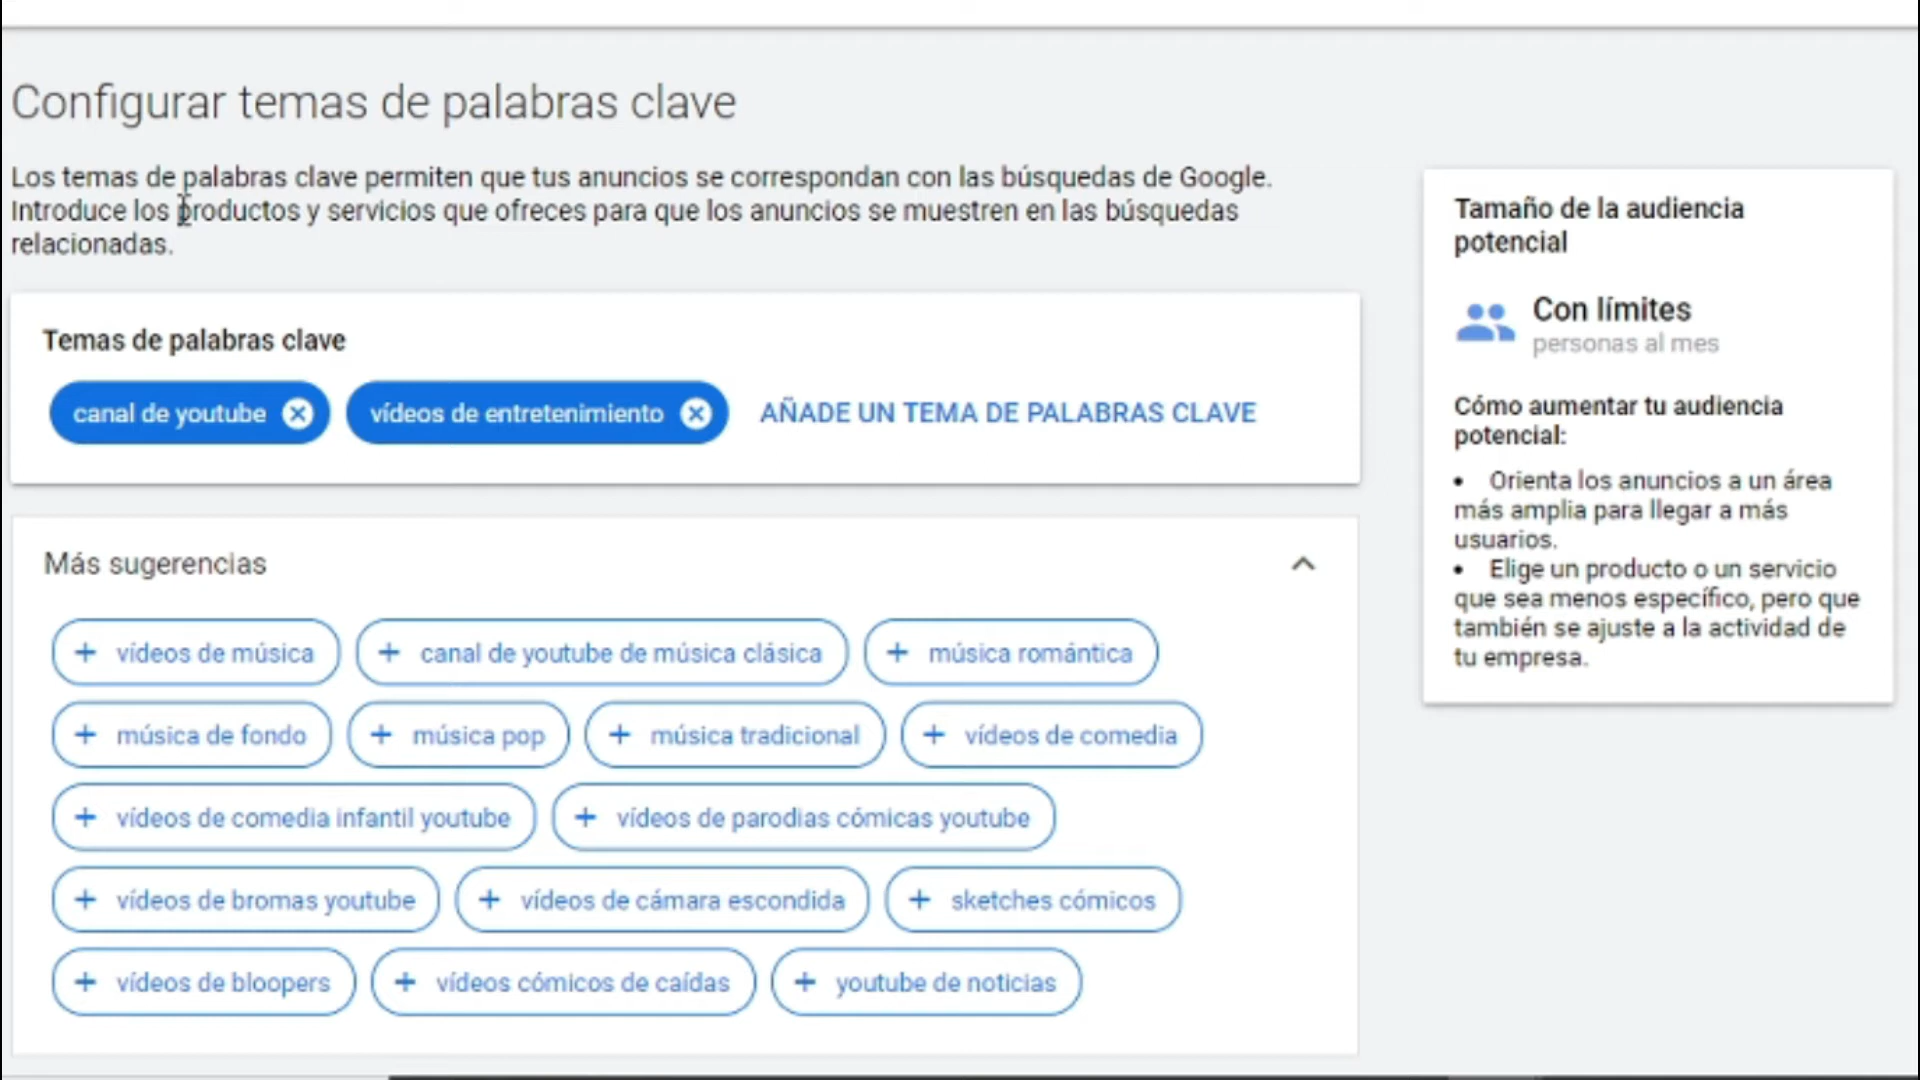 Configurar temas de palabras clave
Los temas de palabras clave permiten que tus anuncios se correspondan con las búsquedas de Google.
Introduce los productos y servicios que ofreces para que los anuncios se muestren en las búsquedas
relacionadas.
Temas de palabras clave
canal de youtube
vídeos de entretenimiento
AÑADE UN TEMA DE PALABRAS CLAVE
Más sugerencias
+ vídeos de música
+ canal de youtube de música clásica
+ música romántica
+ música de fondo
+ música pop
+ música tradicional
+ vídeos de comedia
+ vídeos de comedia infantil youtube
+ vídeos de parodias cómicas youtube
+ vídeos de bromas youtube
+ vídeos de cámara escondida
+ sketches cómicos
+ vídeos de bloopers
+ vídeos cómicos de caídas
+ youtube de noticias
Tamaño de la audiencia
potencial
Con límites
personas al mes
Cómo aumentar tu audiencia
potencial:
• Orienta los anuncios a un área
más amplia para llegar a más
usuarios.
• Elige un producto o un servicio
que sea menos específico, pero que
también se ajuste a la actividad de
tu empresa.